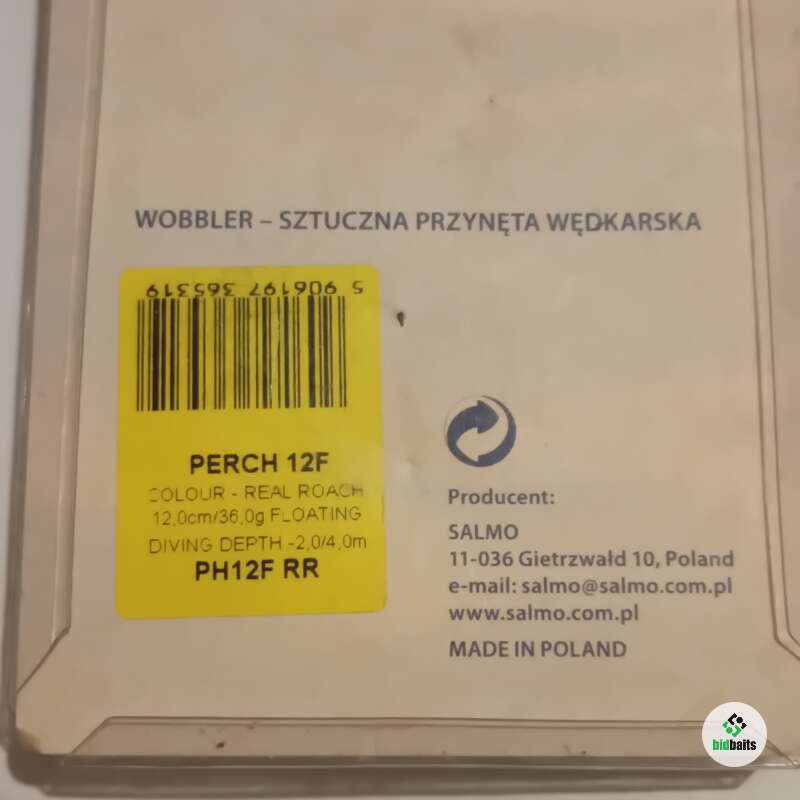 WOBBLER – SZTUCZNA PRZYNĘTA WĘDKARSKA
5 906197 365319
PERCH 12F
COLOUR - REAL ROACH
12,0cm/36,0g FLOATING
DIVING DEPTH -2,0/4,0m
PH12F RR
Producent:
SALMO
11-036 Gietrzwałd 10, Poland
e-mail: salmo@salmo.com.pl
www.salmo.com.pl
MADE IN POLAND
bidbaits